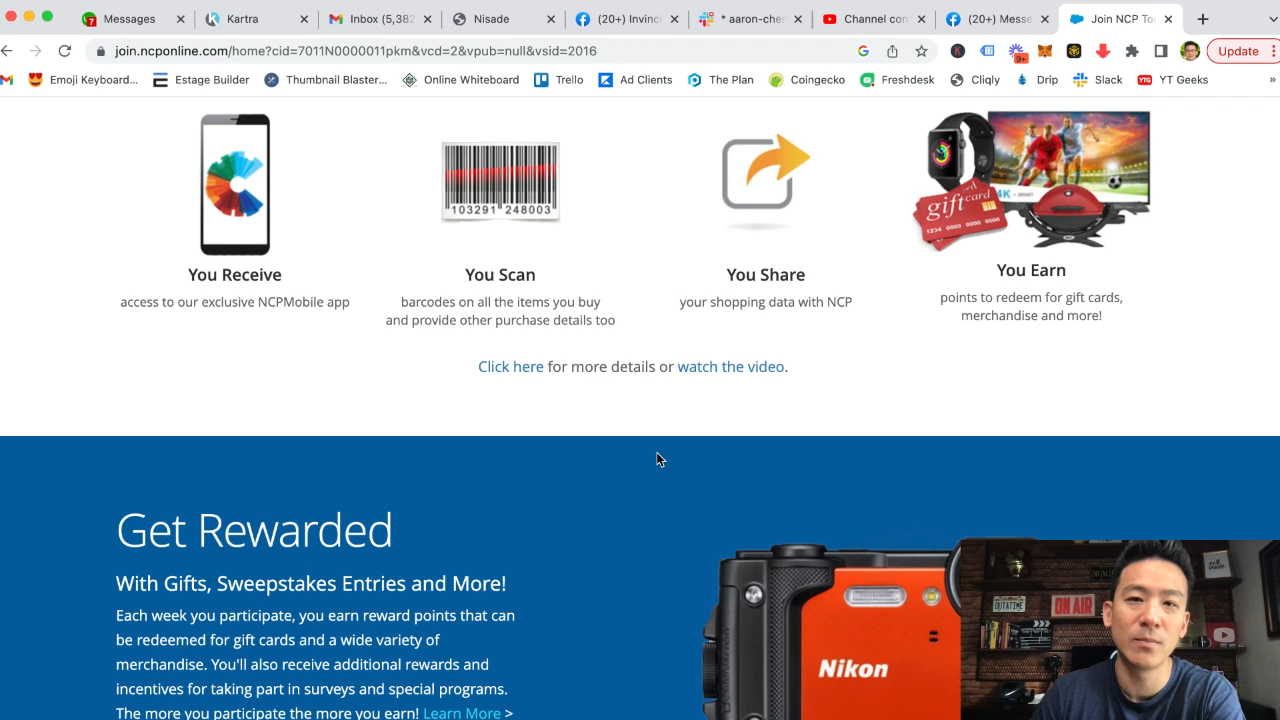 Messages
Kartra
Inbox (5,382
Nisade
(20+) Invinc
* aaron-che
Channel con
(20+) Messe
Join NCP To
join.ncponline.com/home?cid=7011N0000011pkm&vcd=2&vpub=null&vsid=2016
Update
Emoji Keyboard...
Estage Builder
Thumbnail Blaster...
Online Whiteboard
Trello
Ad Clients
The Plan
Coingecko
Freshdesk
Cliqly
Drip
Slack
YT Geeks
»
103291 248003
gift card
1234 0000 0000 0000
4K
You Receive
access to our exclusive NCPMobile app
You Scan
barcodes on all the items you buy
and provide other purchase details too
You Share
your shopping data with NCP
You Earn
points to redeem for gift cards,
merchandise and more!
Click here for more details or watch the video.
Get Rewarded
With Gifts, Sweepstakes Entries and More!
Each week you participate, you earn reward points that can
be redeemed for gift cards and a wide variety of
merchandise. You'll also receive additional rewards and
incentives for taking part in surveys and special programs.
The more you participate the more you earn! Learn More >
Nikon
OUTATIME
ON AIR